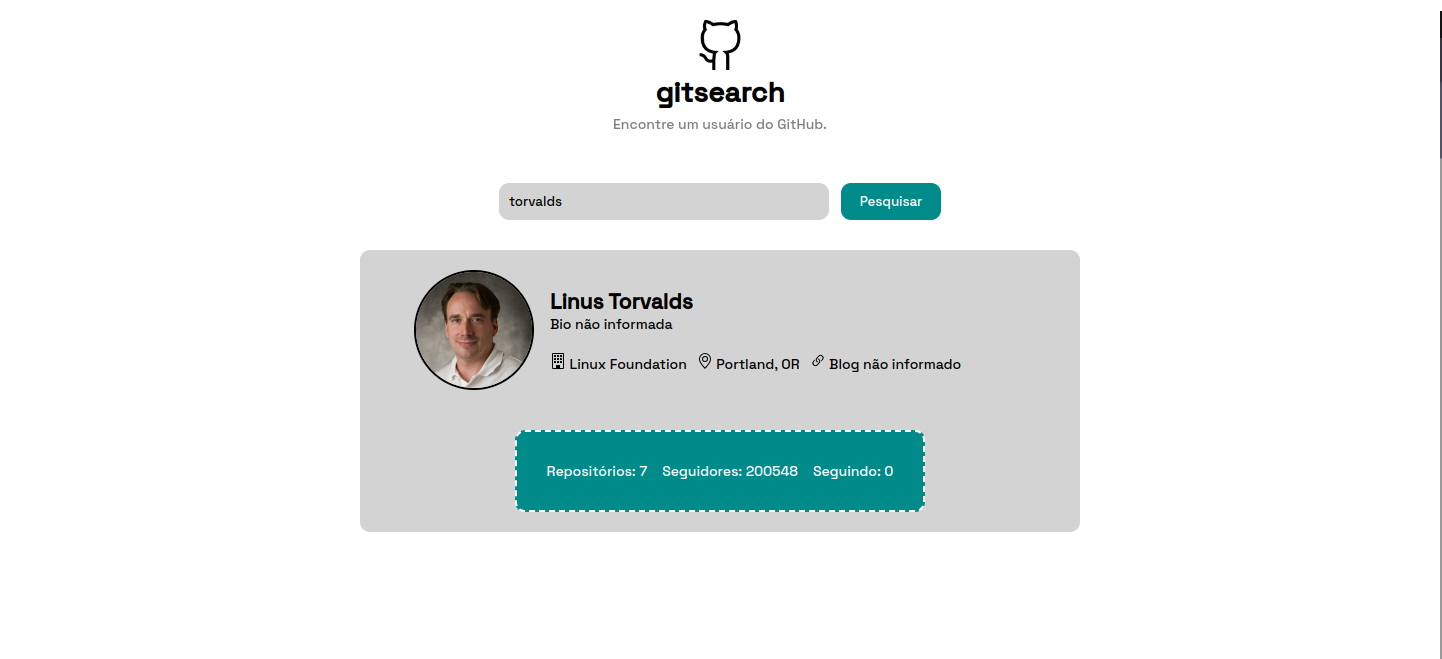 gitsearch
Encontre um usuário do GitHub.
torvalds
Pesquisar
Linus Torvalds
Bio não informada
Linux Foundation
Portland, OR
Blog não informado
Repositórios: 7
Seguidores: 200548
Seguindo: 0